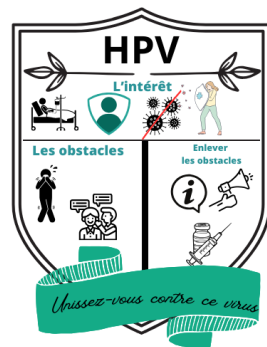 HPV
L'intérêt
Les obstacles
Enlever
les obstacles
Unissez-vous contre ce virus